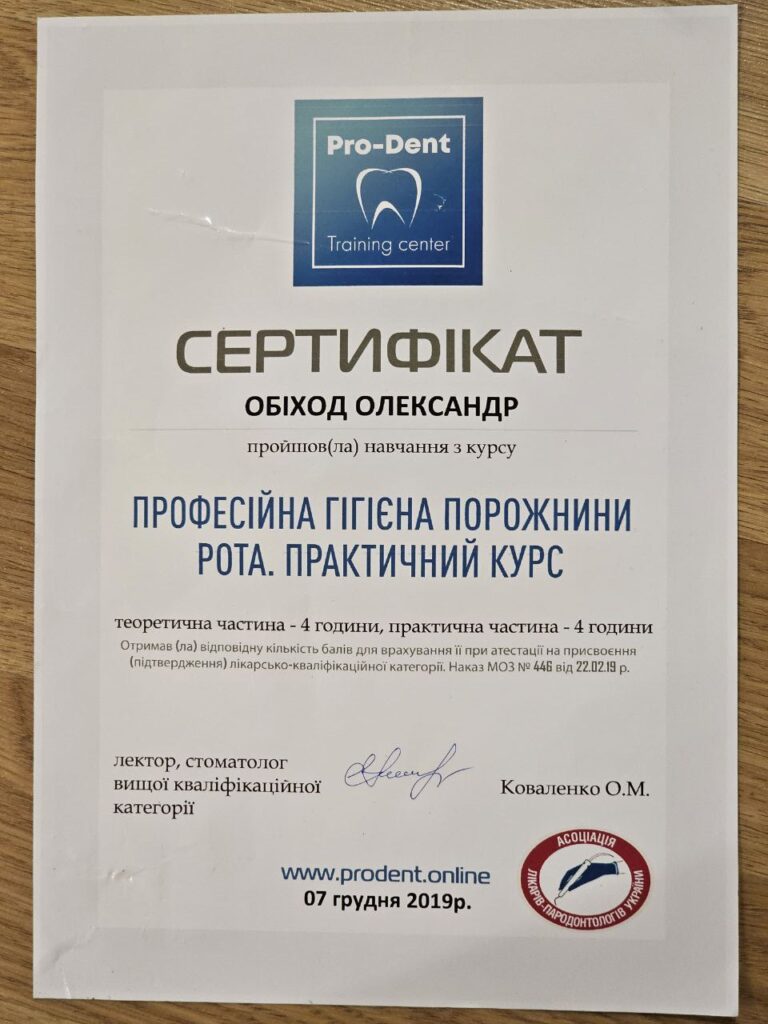 Pro-Dent
Training center
СЕРТИФІКАТ
ОБІХОД ОЛЕКСАНДР
пройшов(ла) навчання з курсу
ПРОФЕСІЙНА ГІГІЄНА ПОРОЖНИНИ
РОТА. ПРАКТИЧНИЙ КУРС
теоретична частина - 4 години, практична частина - 4 години
Отримав (ла) відповідну кількість балів для врахування її при атестації на присвоєння
(підтвердження) лікарсько-кваліфікаційної категорії. Наказ МОЗ № 446 від 22.02.19 р.
лектор, стоматолог
вищої кваліфікаційної
категорії
Коваленко О.М.
www.prodent.online
07 грудня 2019р.
АСОЦІАЦІЯ
ЛІКАРІВ-ПАРОДОНТОЛОГІВ УКРАЇНИ